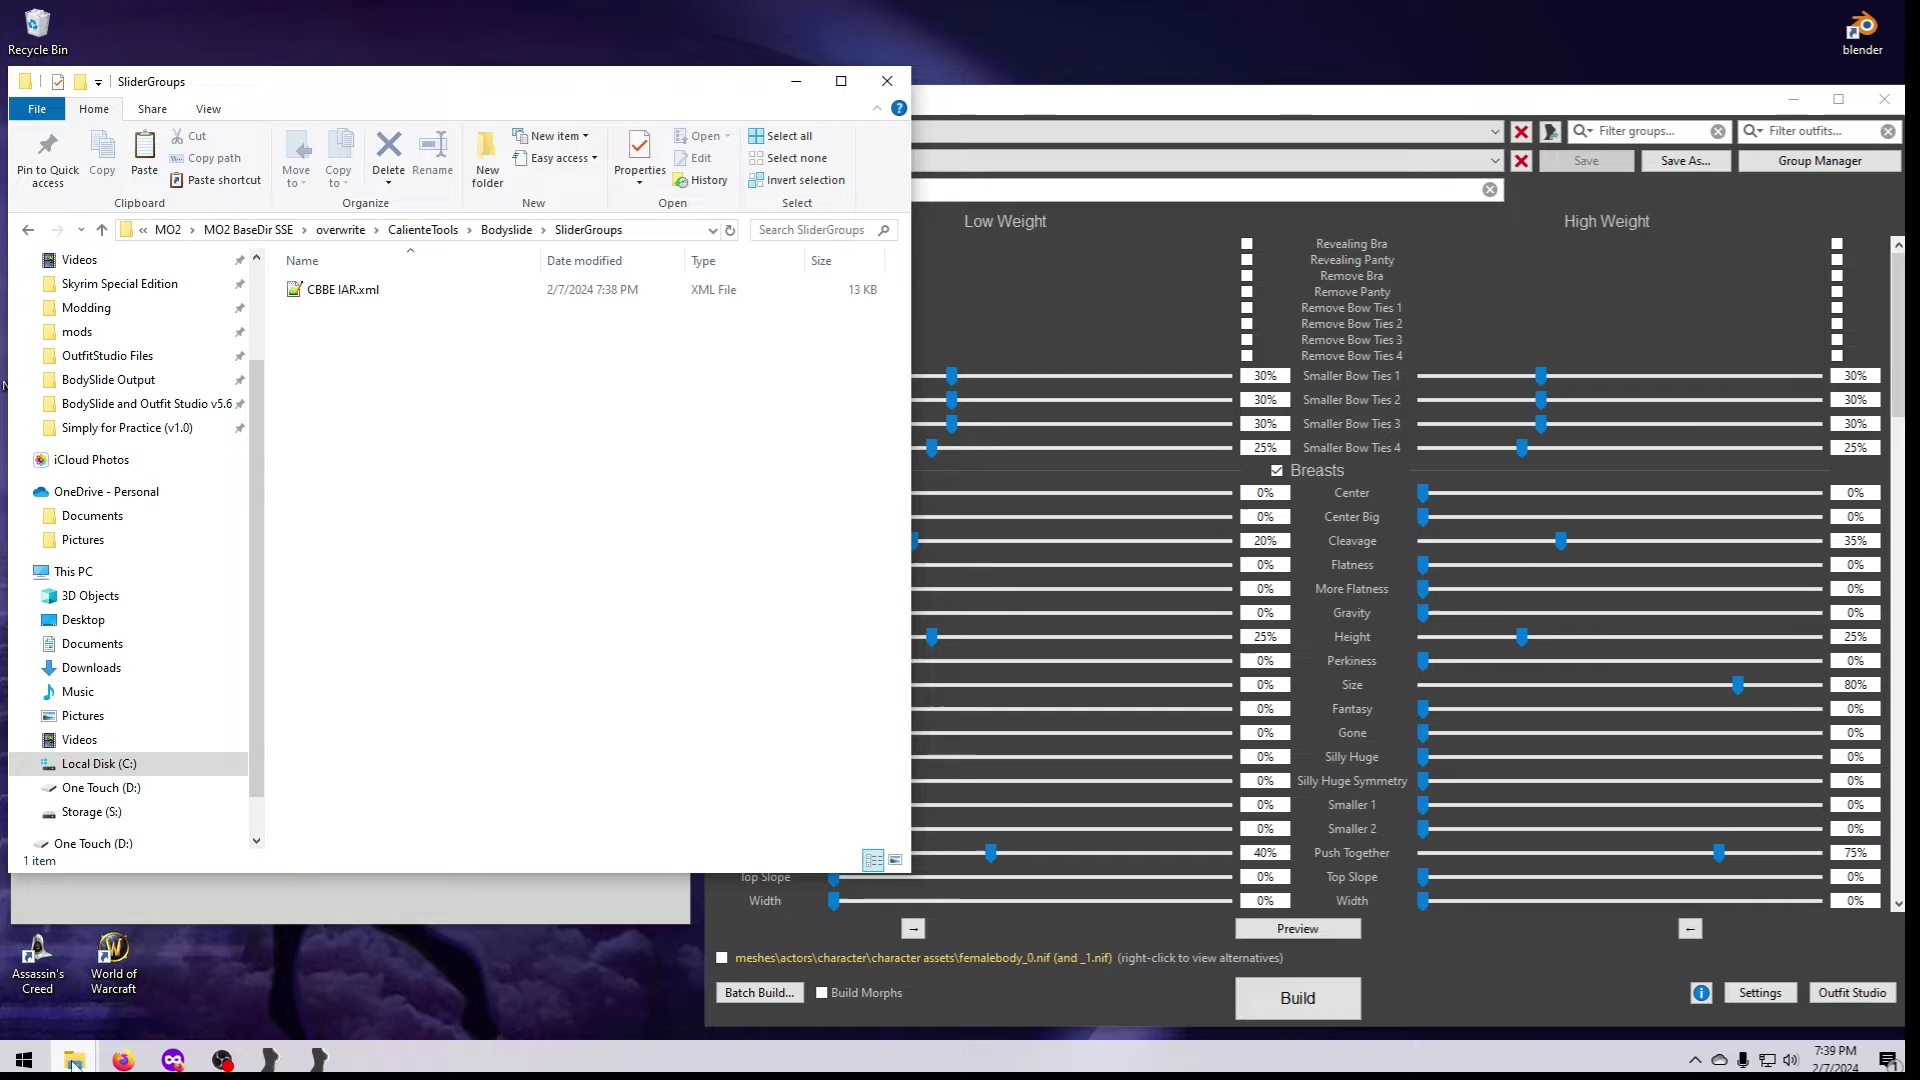 Recycle Bin
blender
SliderGroups
File
Home
Share
View
Pin to Quick access
Copy
Paste
Cut
Copy path
Paste shortcut
Clipboard
Move to
Copy to
Delete
Rename
Organize
New folder
New item
Easy access
New
Properties
Open
Edit
History
Open
Select all
Select none
Invert selection
Select
« MO2 › MO2 BaseDir SSE › overwrite › CalienteTools › Bodyslide › SliderGroups
Search SliderGroups
Name
Date modified
Type
Size
CBBE IAR.xml
2/7/2024 7:38 PM
XML File
13 KB
Videos
Skyrim Special Edition
Modding
mods
OutfitStudio Files
BodySlide Output
BodySlide and Outfit Studio v5.6
Simply for Practice (v1.0)
iCloud Photos
OneDrive - Personal
Documents
Pictures
This PC
3D Objects
Desktop
Documents
Downloads
Music
Pictures
Videos
Local Disk (C:)
One Touch (D:)
Storage (S:)
One Touch (D:)
1 item
Filter groups...
Filter outfits...
Save
Save As...
Group Manager
Low Weight
High Weight
Revealing Bra
Revealing Panty
Remove Bra
Remove Panty
Remove Bow Ties 1
Remove Bow Ties 2
Remove Bow Ties 3
Remove Bow Ties 4
30% Smaller Bow Ties 1 30%
30% Smaller Bow Ties 2 30%
30% Smaller Bow Ties 3 30%
25% Smaller Bow Ties 4 25%
Breasts
0% Center 0%
0% Center Big 0%
20% Cleavage 35%
0% Flatness 0%
0% More Flatness 0%
0% Gravity 0%
25% Height 25%
0% Perkiness 0%
0% Size 80%
0% Fantasy 0%
0% Gone 0%
0% Silly Huge 0%
0% Silly Huge Symmetry 0%
0% Smaller 1 0%
0% Smaller 2 0%
40% Push Together 75%
Top Slope 0% Top Slope 0%
Width 0% Width 0%
→
Preview
←
meshes\actors\character\character assets\femalebody_0.nif (and _1.nif) (right-click to view alternatives)
Batch Build...
Build Morphs
Build
Settings
Outfit Studio
Assassin's Creed
World of Warcraft
7:39 PM
2/7/2024